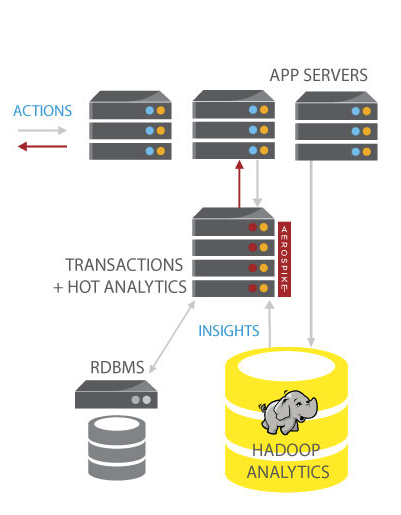 APP SERVERS
ACTIONS
AEROSPIKE
TRANSACTIONS
+ HOT ANALYTICS
INSIGHTS
RDBMS
HADOOP
ANALYTICS